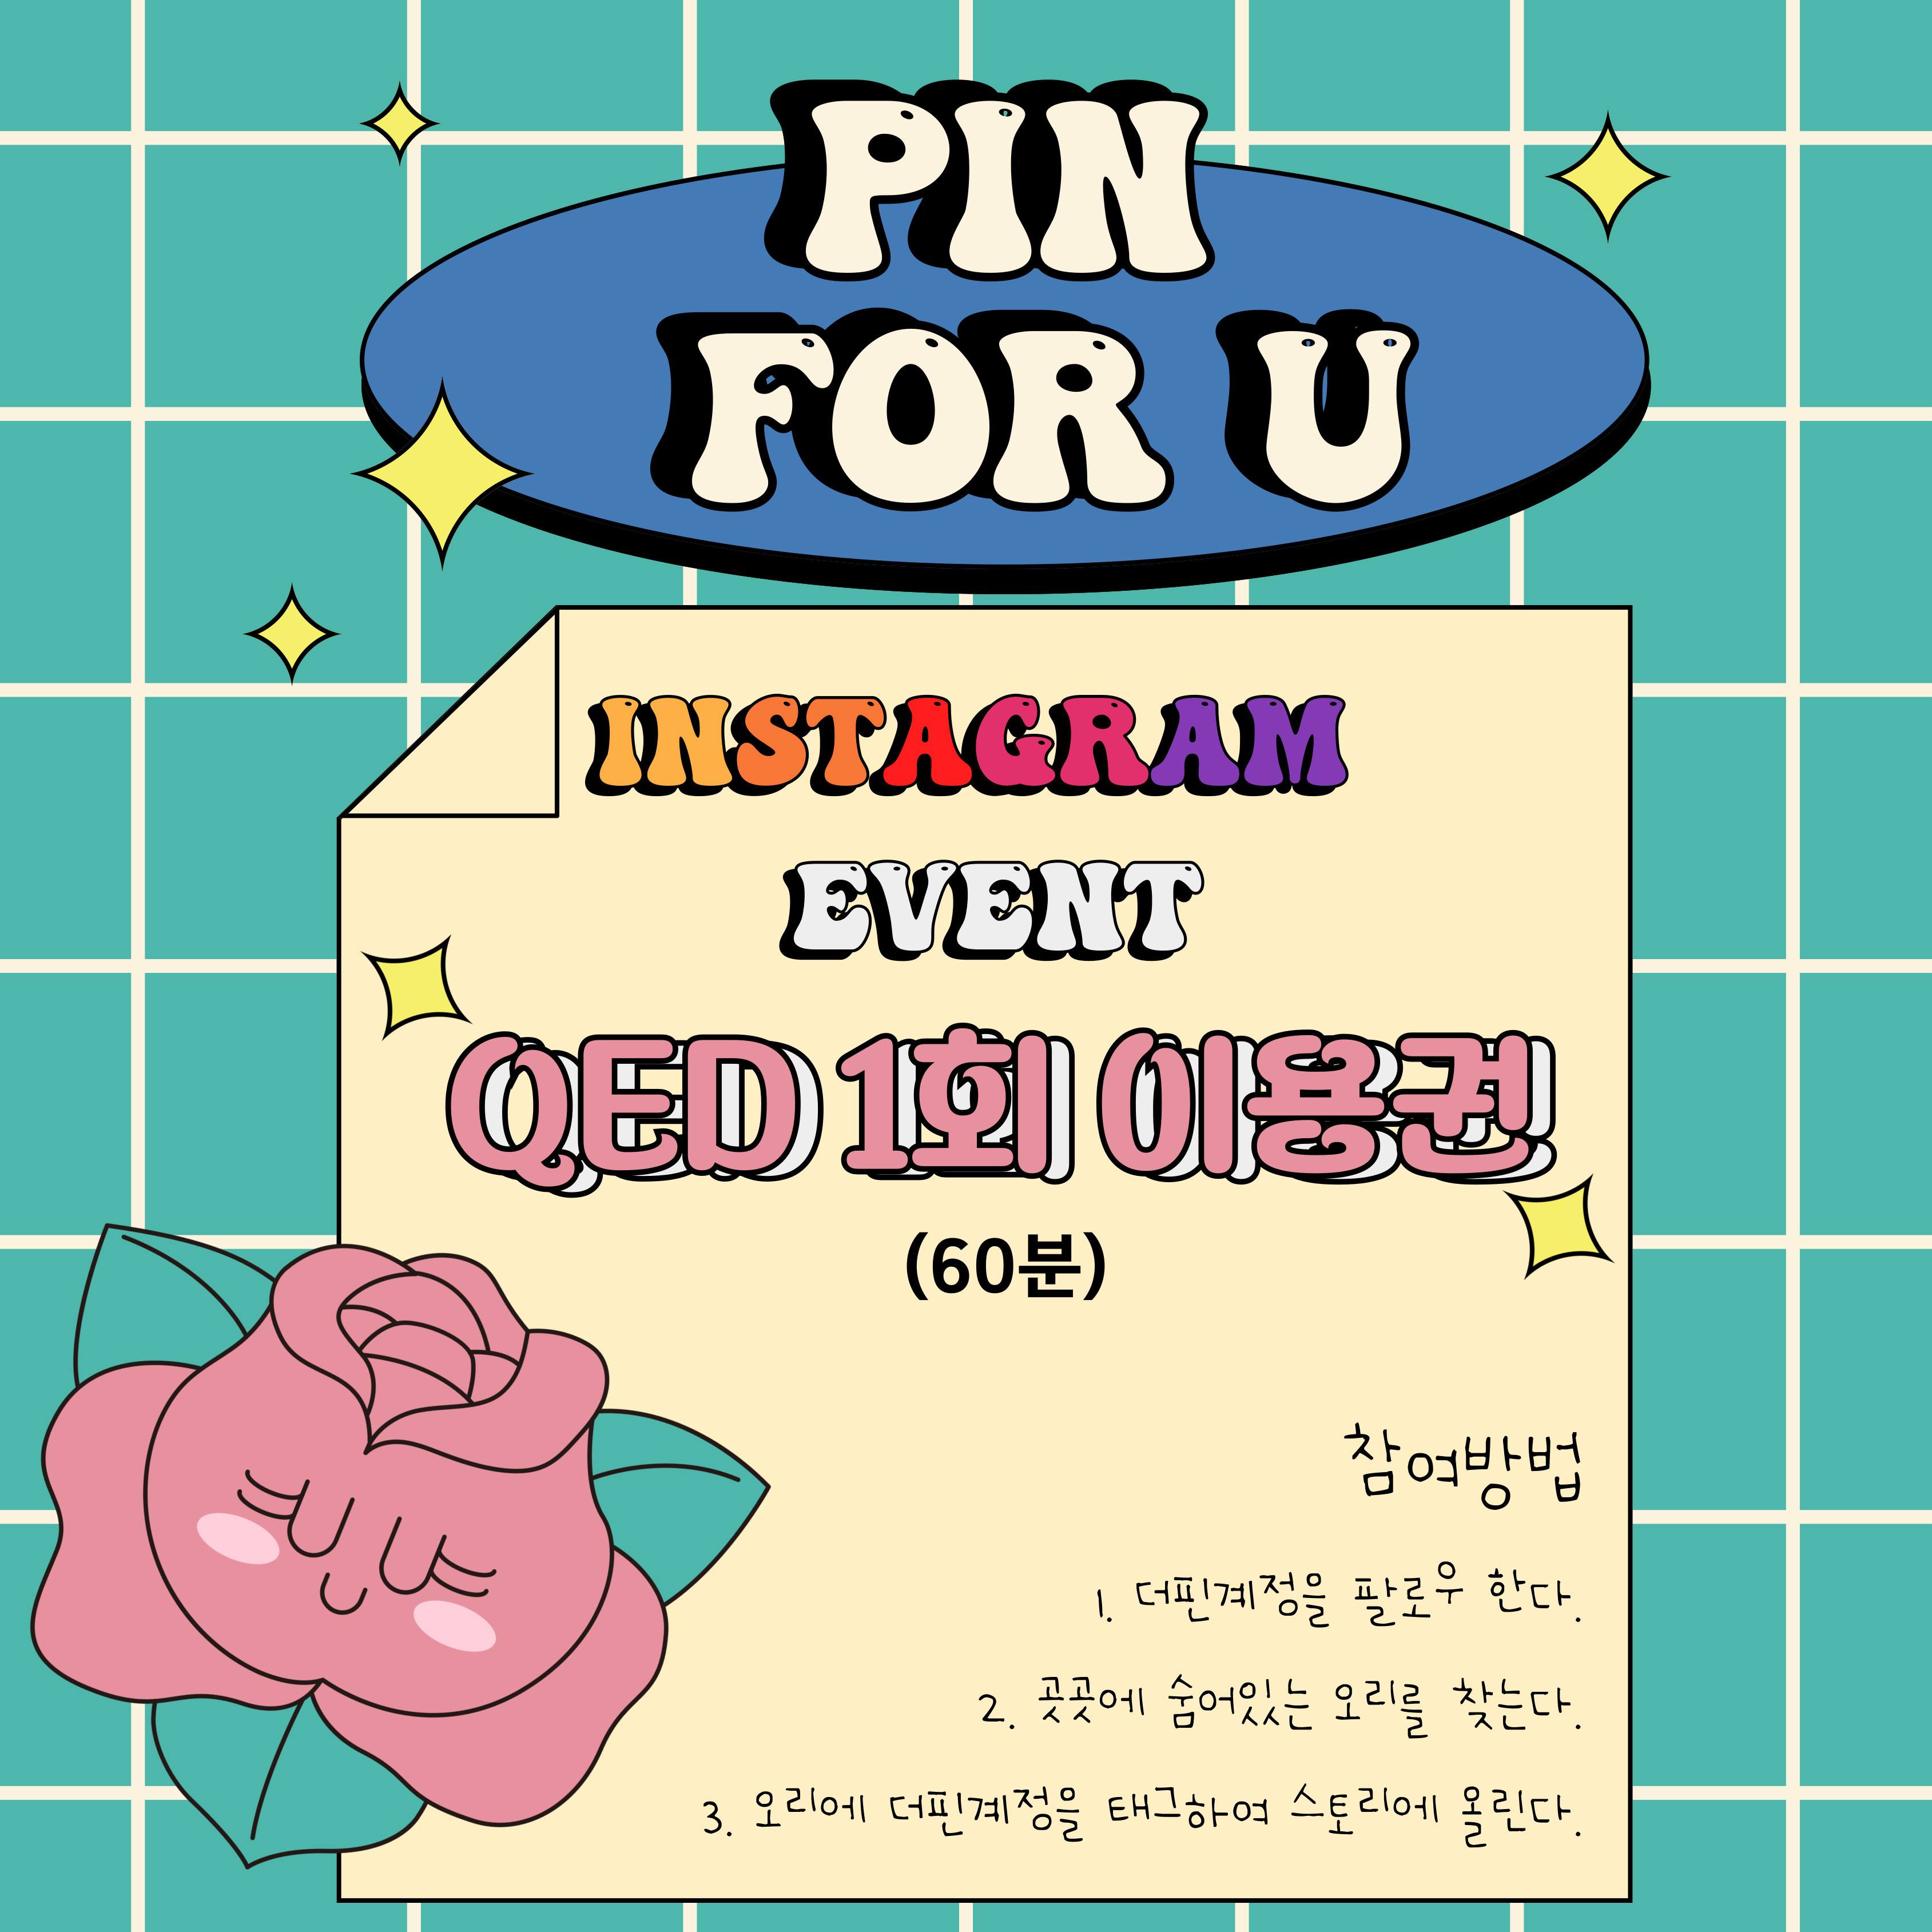 PIN
FOR U
INSTAGRAM
EVENT
QED 1회 이용권
(60분)
참여방법
1. 더핀계정을 팔로우 한다.
2. 곳곳에 숨어있는 오리를 찾는다.
3. 오리에 더핀계정을 태그하여 스토리에 올린다.